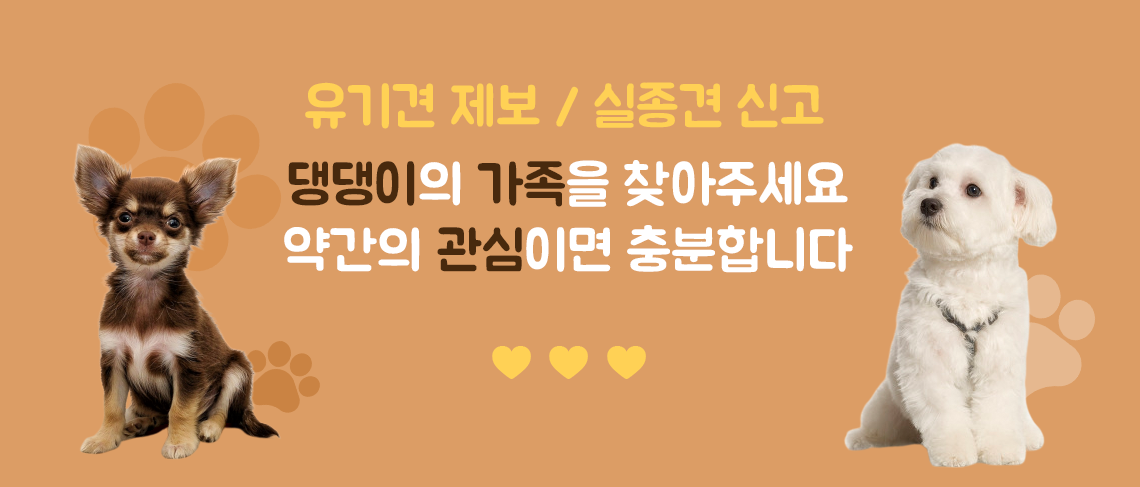 유기견 제보 / 실종견 신고
댕댕이의 가족을 찾아주세요
약간의 관심이면 충분합니다